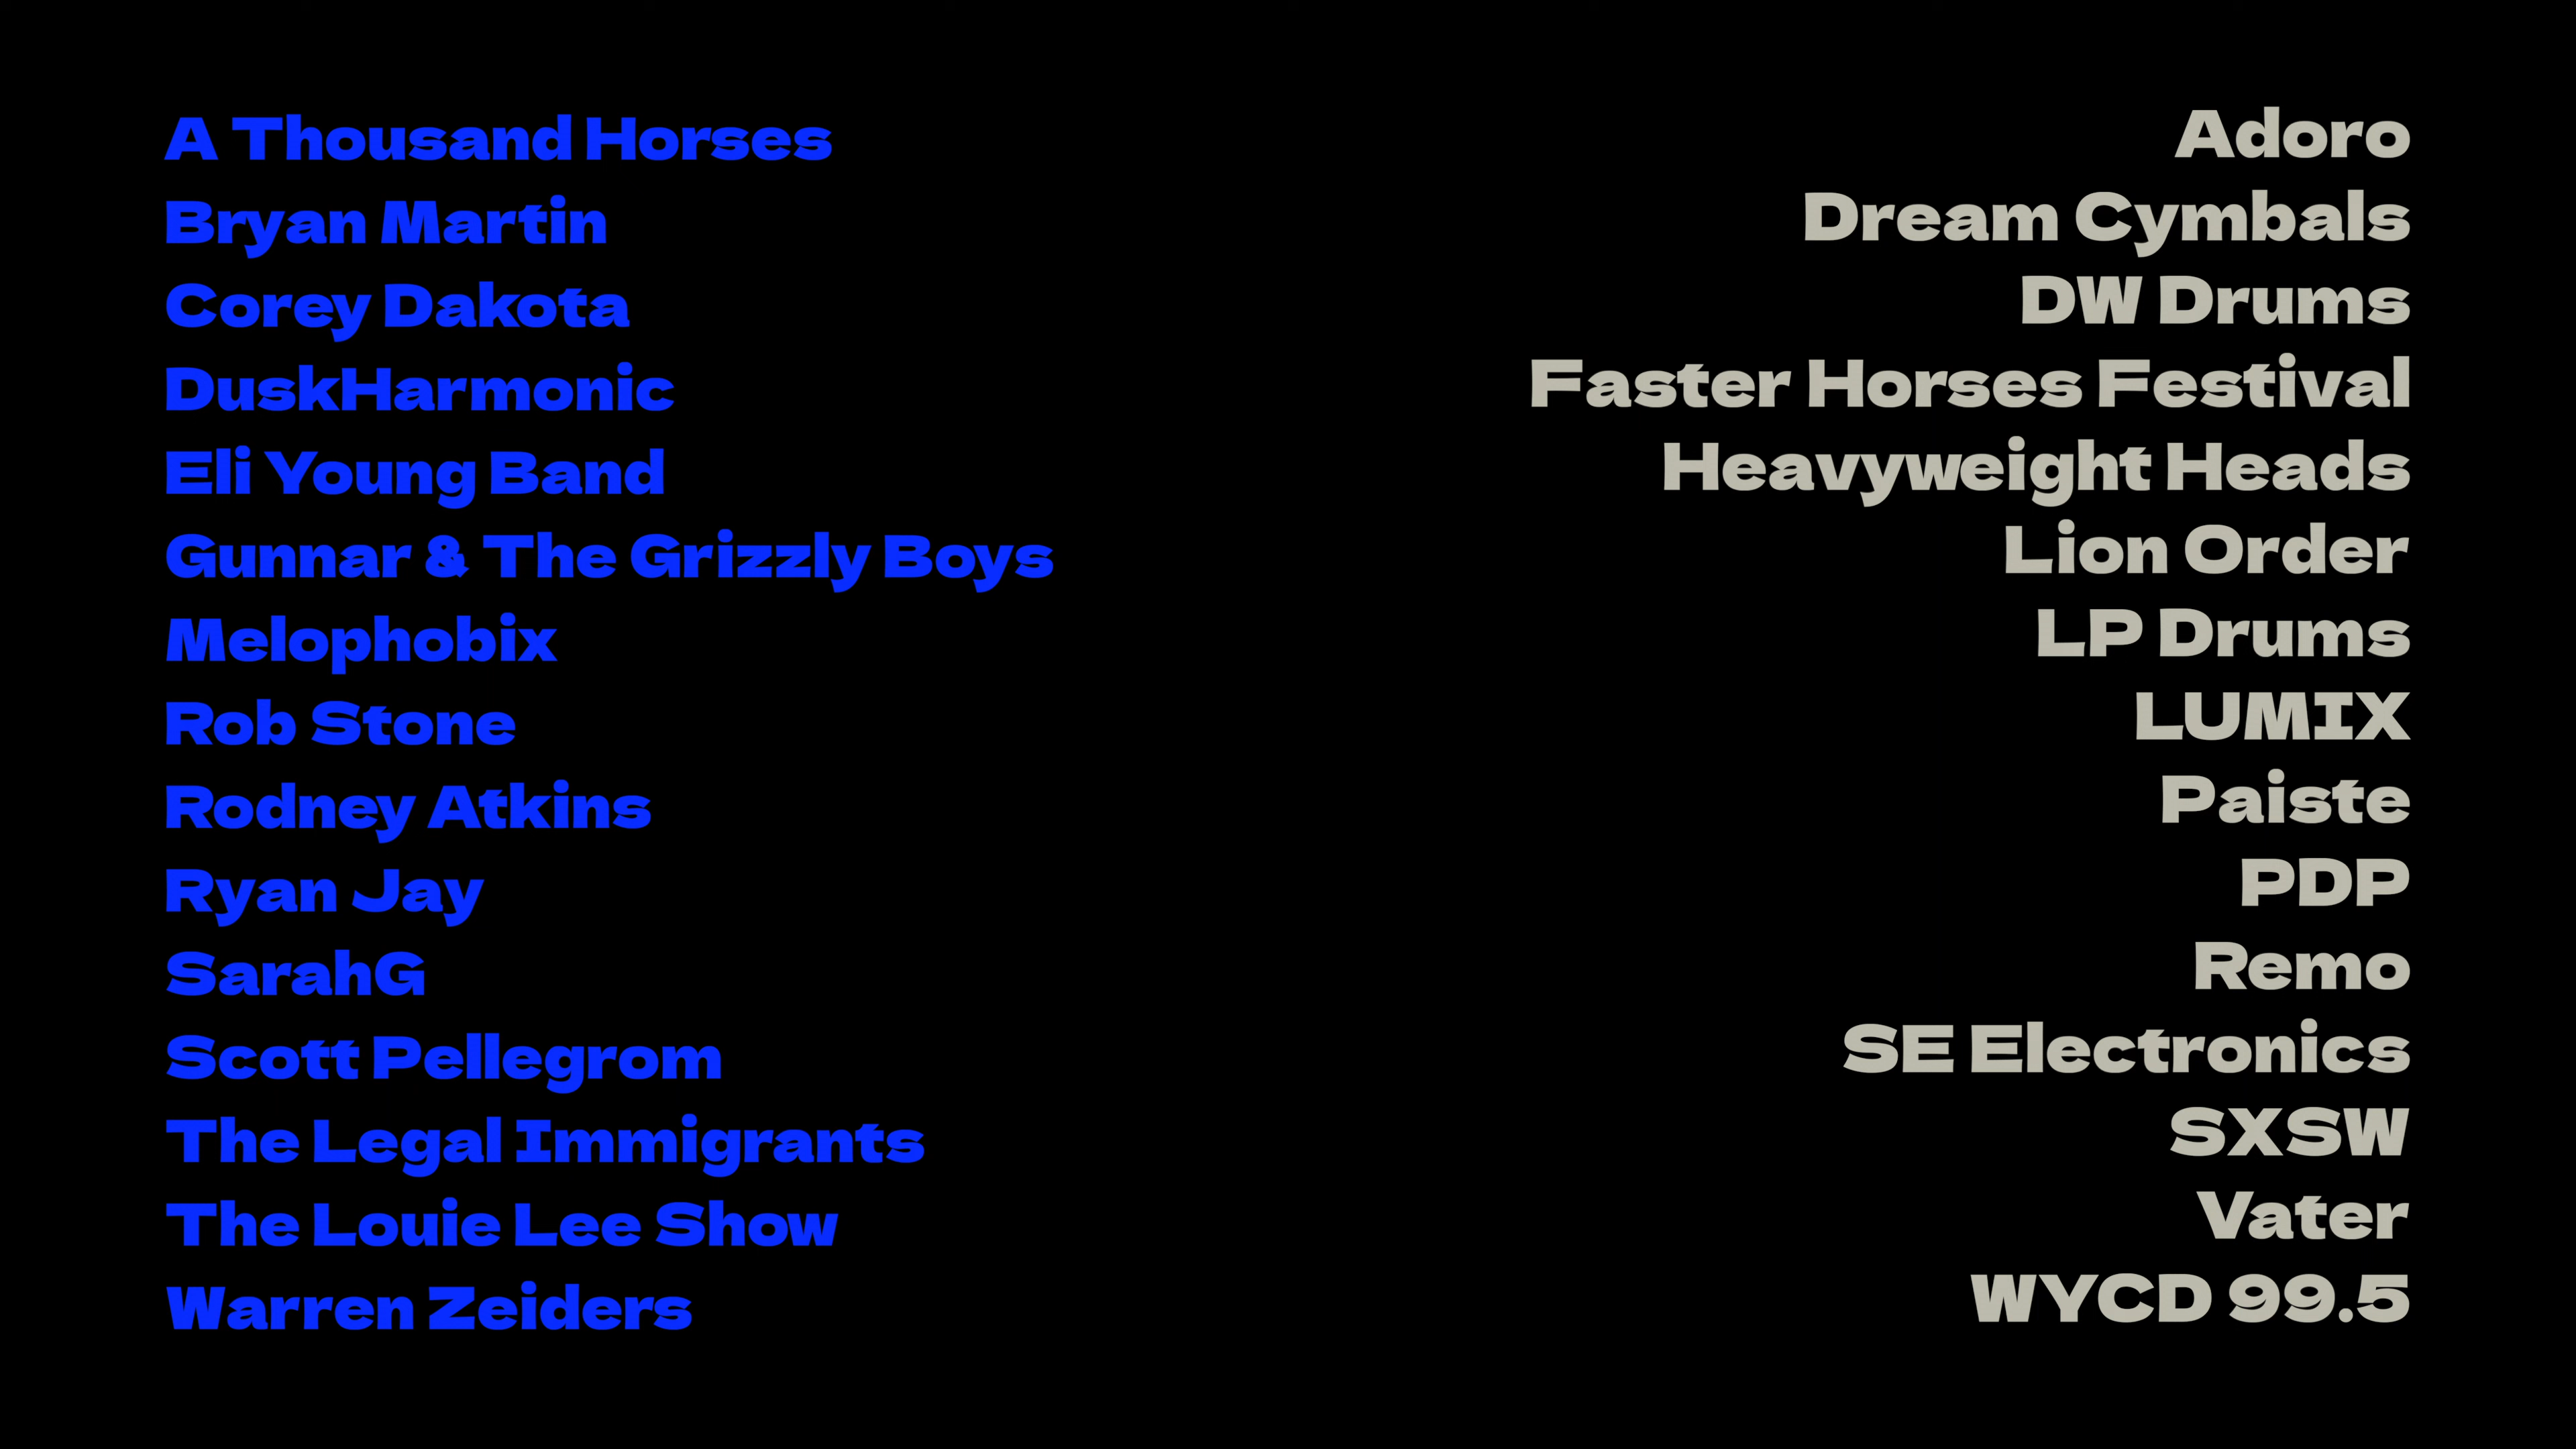 A Thousand Horses
Bryan Martin
Corey Dakota
DuskHarmonic
Eli Young Band
Gunnar & The Grizzly Boys
Melophobix
Rob Stone
Rodney Atkins
Ryan Jay
SarahG
Scott Pellegrom
The Legal Immigrants
The Louie Lee Show
Warren Zeiders
Adoro
Dream Cymbals
DW Drums
Faster Horses Festival
Heavyweight Heads
Lion Order
LP Drums
LUMIX
Paiste
PDP
Remo
SE Electronics
SXSW
Vater
WYCD 99.5